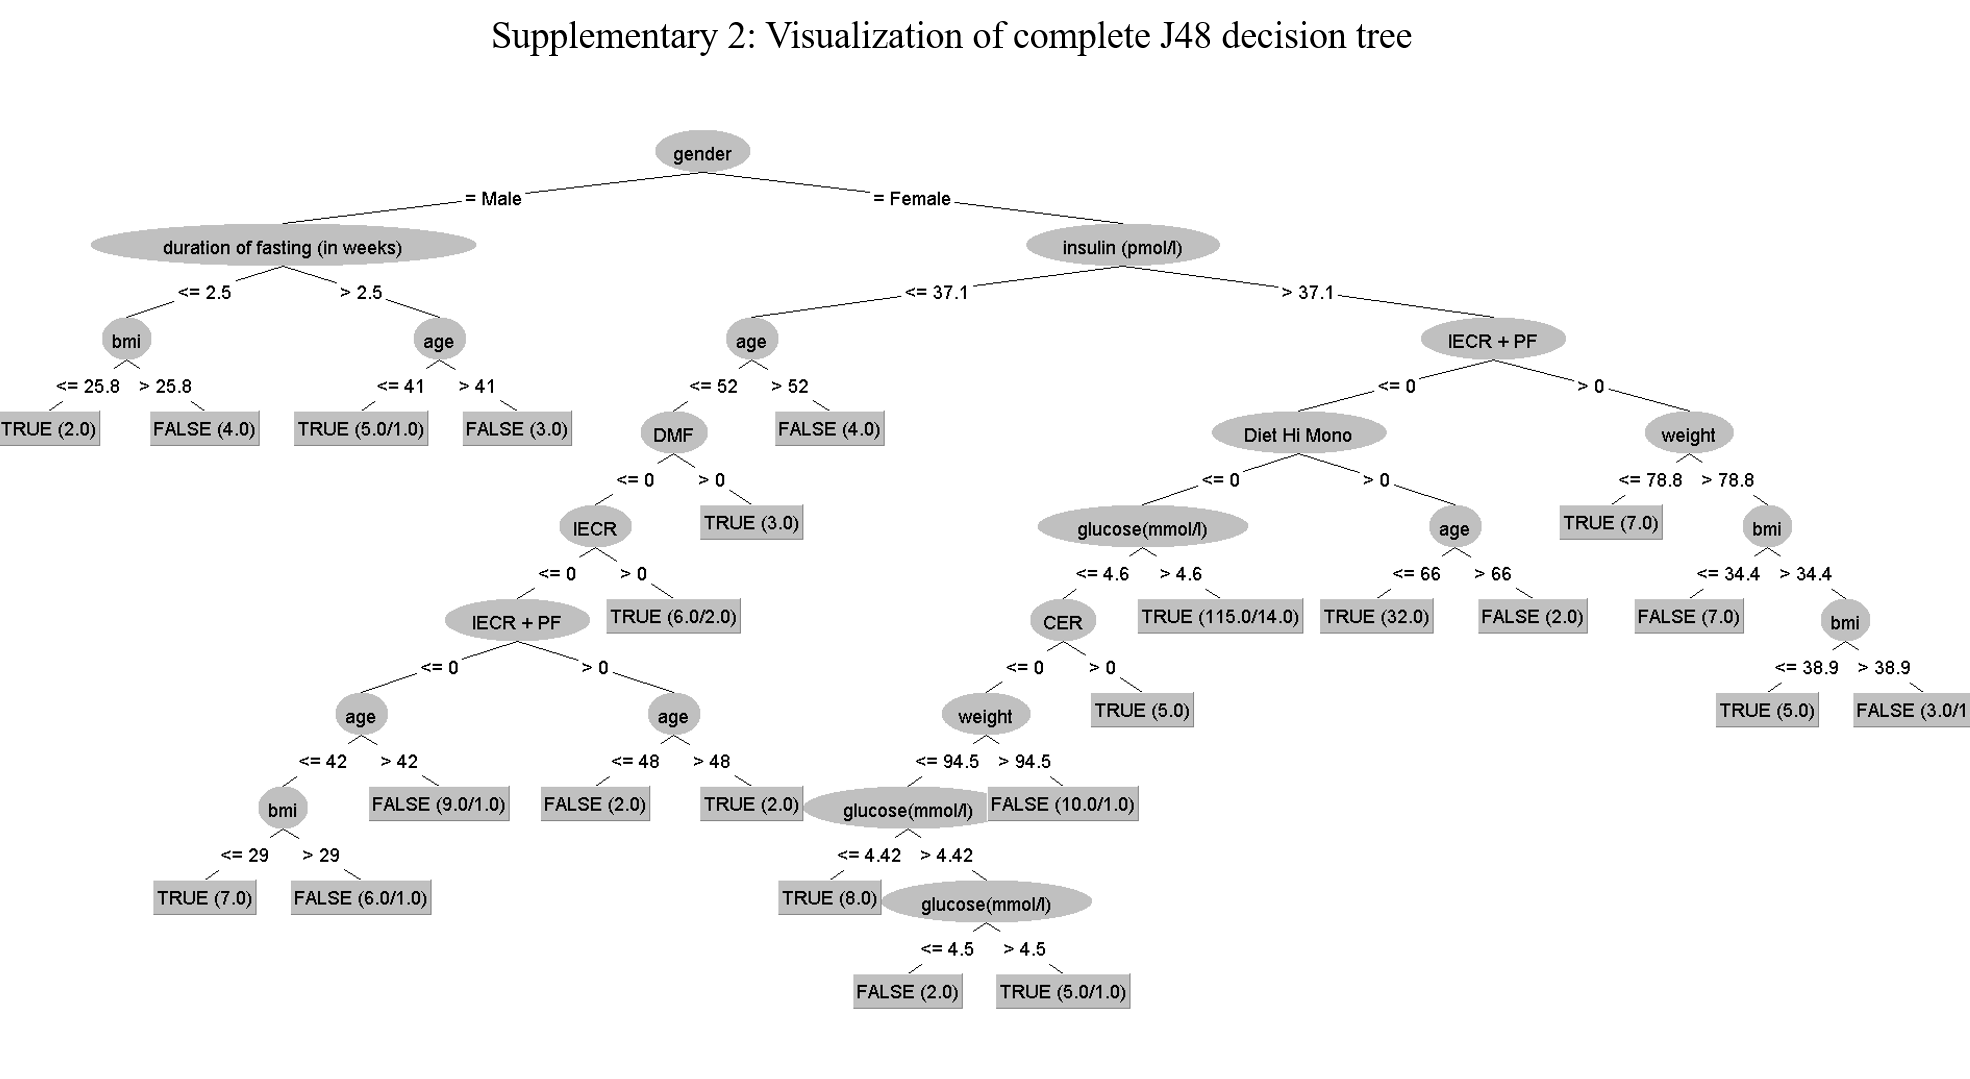 Supplementary 2: Visualization of complete J48 decision tree
gender
= Male
= Female
duration of fasting (in weeks)
insulin (pmol/l)
<= 2.5
> 2.5
<= 37.1
> 37.1
bmi
age
age
IECR + PF
<= 25.8
> 25.8
<= 41
> 41
<= 52
> 52
<= 0
> 0
TRUE (2.0)
FALSE (4.0)
TRUE (5.0/1.0)
FALSE (3.0)
DMF
FALSE (4.0)
Diet Hi Mono
weight
<= 0
> 0
<= 0
> 0
<= 78.8
> 78.8
IECR
TRUE (3.0)
glucose(mmol/l)
age
TRUE (7.0)
bmi
<= 0
> 0
<= 4.6
> 4.6
<= 66
> 66
<= 34.4
> 34.4
IECR + PF
TRUE (6.0/2.0)
CER
TRUE (115.0/14.0)
TRUE (32.0)
FALSE (2.0)
FALSE (7.0)
bmi
<= 0
> 0
<= 0
> 0
<= 38.9
> 38.9
age
age
weight
TRUE (5.0)
TRUE (5.0)
FALSE (3.0/1
<= 42
> 42
<= 48
> 48
<= 94.5
> 94.5
bmi
FALSE (9.0/1.0)
FALSE (2.0)
TRUE (2.0)
glucose(mmol/l)
FALSE (10.0/1.0)
<= 29
> 29
<= 4.42
> 4.42
TRUE (7.0)
FALSE (6.0/1.0)
TRUE (8.0)
glucose(mmol/l)
<= 4.5
> 4.5
FALSE (2.0)
TRUE (5.0/1.0)